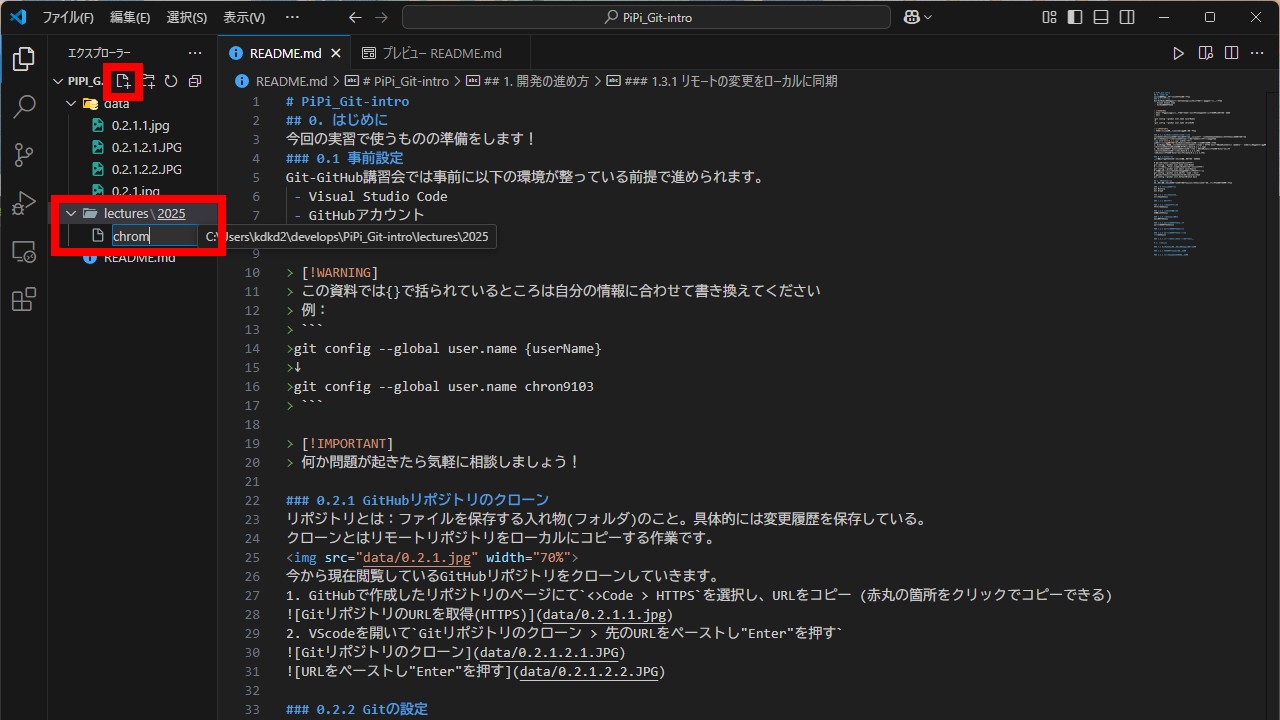 ファイル(F) 編集(E) 選択(S) 表示(V) ··· ← → PiPi_Git-intro
エクスプローラー ···
README.md × プレビュー README.md
PIPI_G.
README.md > # PiPi_Git-intro > ## 1. 開発の進め方 > ### 1.3.1 リモートの変更をローカルに同期
data
0.2.1.1.jpg
0.2.1.2.1.JPG
0.2.1.2.2.JPG
0.2.1.jpg
lectures\2025
chrom
C:\Users\kdkd2\develops\PiPi_Git-intro\lectures\2025
README.md
1 # PiPi_Git-intro
2 ## 0. はじめに
3 今回の実習で使うものの準備をします！
4 ### 0.1 事前設定
5 Git-GitHub講習会では事前に以下の環境が整っている前提で進められます。
6 - Visual Studio Code
7 - GitHubアカウント
9
10 > [!WARNING]
11 > この資料では{}で括られているところは自分の情報に合わせて書き換えてください
12 > 例：
13 > ```
14 >git config --global user.name {userName}
15 >↓
16 >git config --global user.name chron9103
17 > ```
18
19 > [!IMPORTANT]
20 > 何か問題が起きたら気軽に相談しましょう！
21
22 ### 0.2.1 GitHubリポジトリのクローン
23 リポジトリとは：ファイルを保存する入れ物(フォルダ)のこと。具体的には変更履歴を保存している。
24 クローンとはリモートリポジトリをローカルにコピーする作業です。
25 <img src="data/0.2.1.jpg" width="70%">
26 今から現在閲覧しているGitHubリポジトリをクローンしていきます。
27 1. GitHubで作成したリポジトリのページにて`<>Code > HTTPS`を選択し、URLをコピー (赤丸の箇所をクリックでコピーできる)
28 ![GitリポジトリのURLを取得(HTTPS)](data/0.2.1.1.jpg)
29 2. VScodeを開いて`Gitリポジトリのクローン > 先のURLをペーストし"Enter"を押す`
30 ![Gitリポジトリのクローン](data/0.2.1.2.1.JPG)
31 ![URLをペーストし"Enter"を押す](data/0.2.1.2.2.JPG)
32
33 ### 0.2.2 Gitの設定